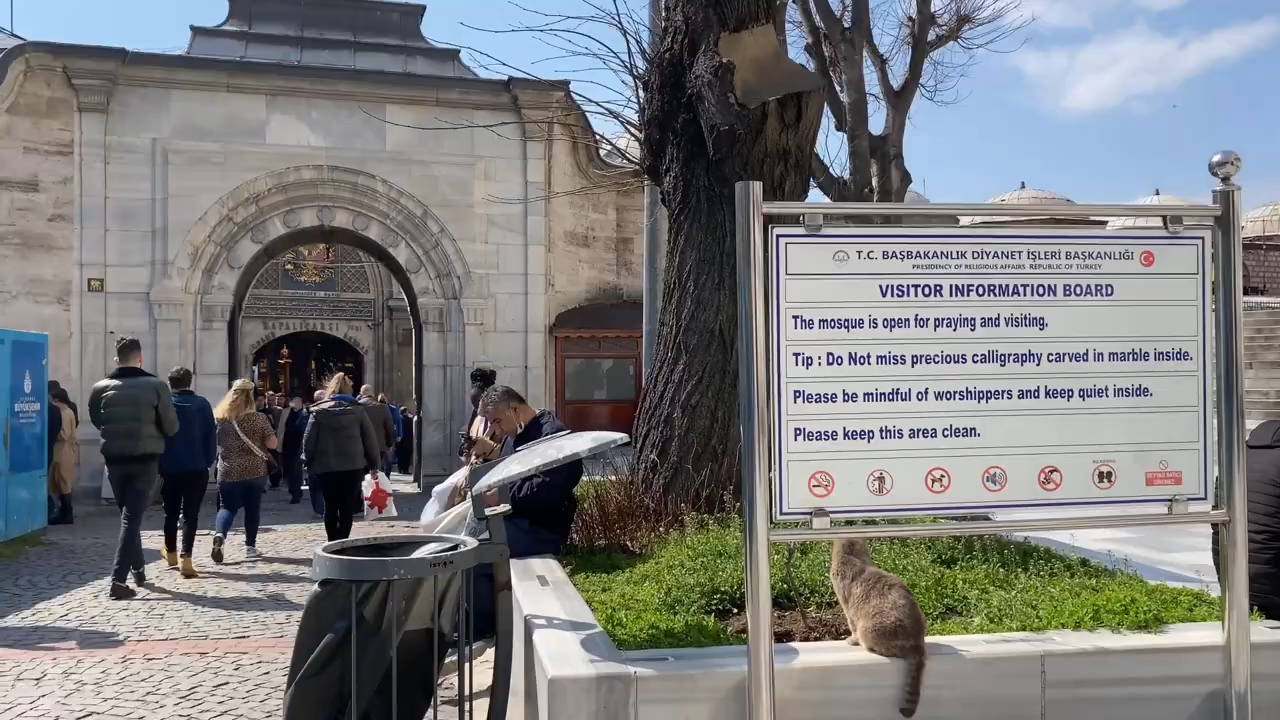 T.C. BAŞBAKANLIK DİYANET İŞLERİ BAŞKANLIĞI
PRESIDENCY OF RELIGIOUS AFFAIRS REPUBLIC OF TURKEY
VISITOR INFORMATION BOARD
The mosque is open for praying and visiting.
Tip : Do Not miss precious calligraphy carved in marble inside.
Please be mindful of worshippers and keep quiet inside.
Please keep this area clean.
KAPALIÇARŞI
BÜYÜKŞEHİR